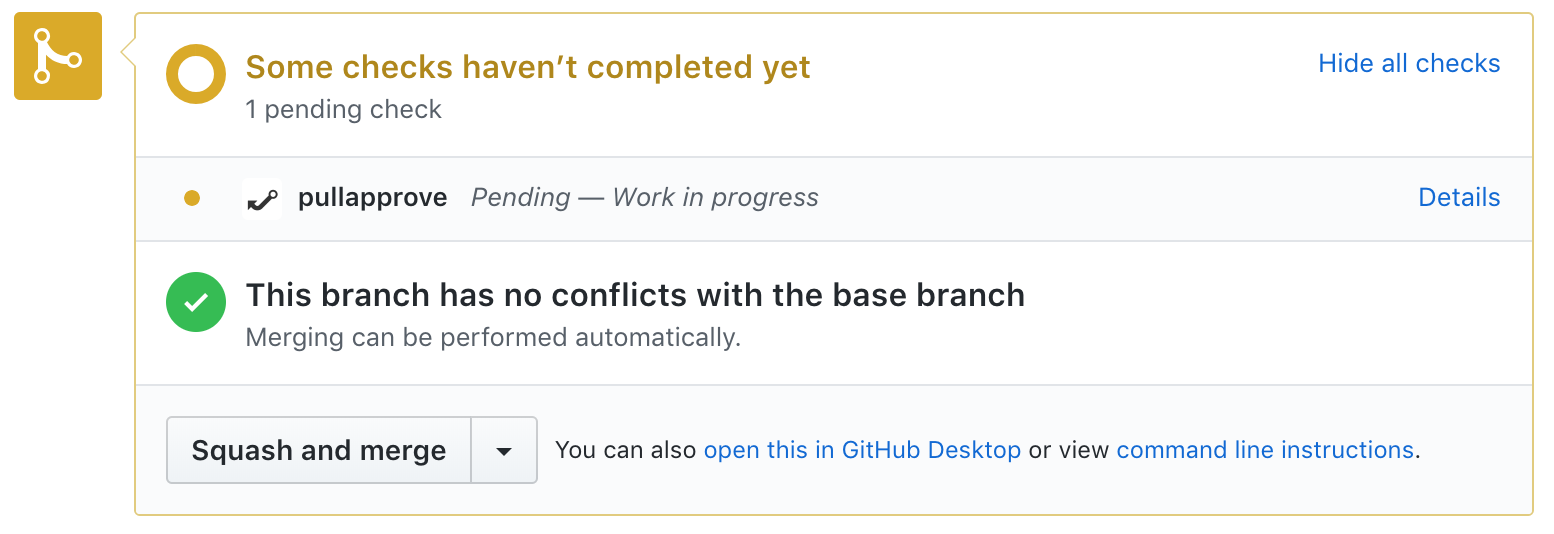 Some checks haven’t completed yet
Hide all checks
1 pending check
pullapprove Pending — Work in progress Details
This branch has no conflicts with the base branch
Merging can be performed automatically.
Squash and merge You can also open this in GitHub Desktop or view command line instructions.